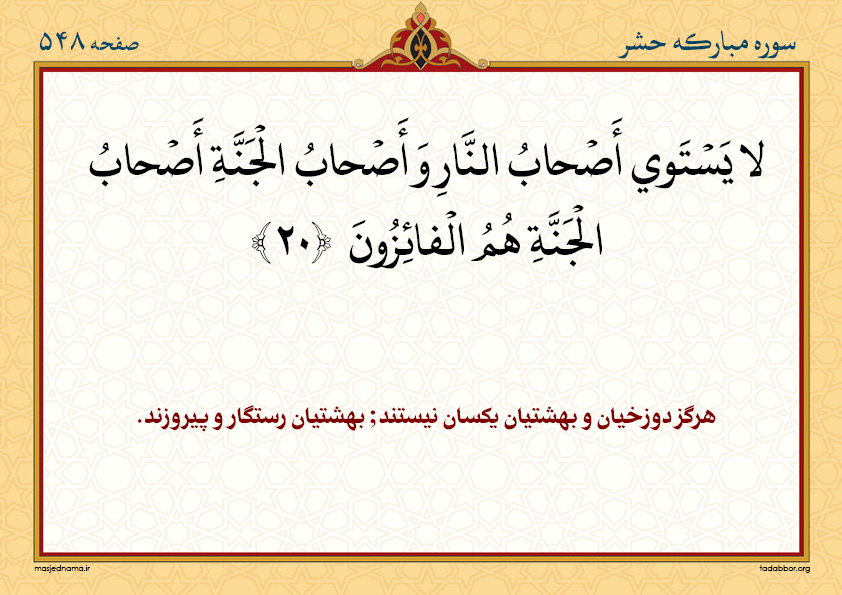 سوره مبارکه حشر
صفحه ۵۴۸
لا يَسْتَوي أَصْحابُ النَّارِ وَ أَصْحابُ الْجَنَّةِ أَصْحابُ
الْجَنَّةِ هُمُ الْفائِزُونَ ﴿۲۰﴾
هرگز دوزخیان و بهشتیان یکسان نیستند; بهشتیان رستگار و پیروزند.
masjednama.ir
tadabbor.org